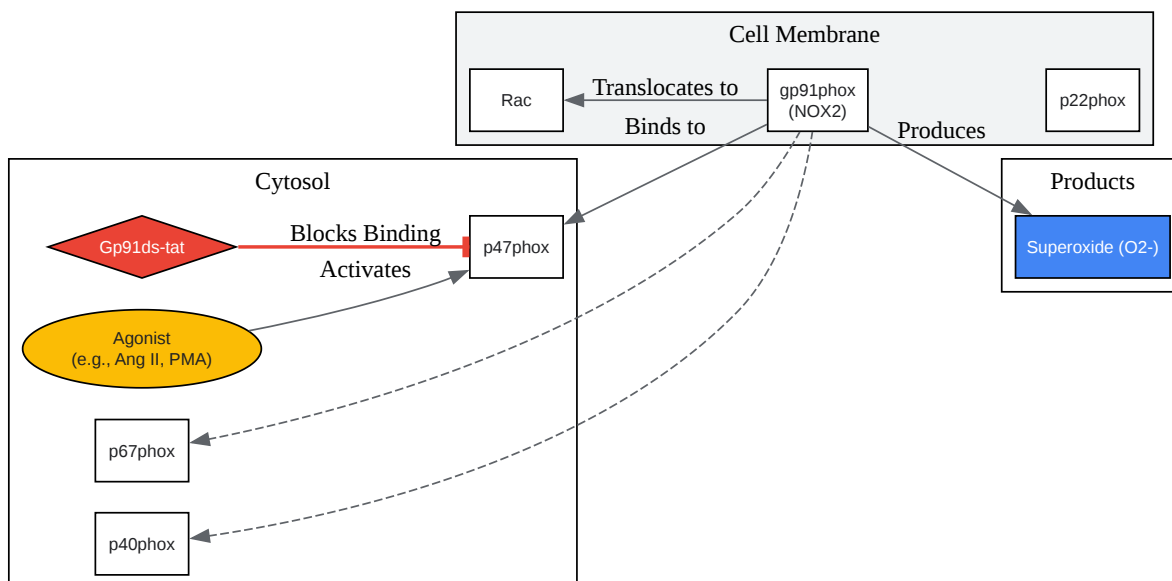 Cell Membrane
Rac
Translocates to
gp91phox
(NOX2)
p22phox
Binds to
Produces
Cytosol
Products
Gp91ds-tat
Blocks Binding
p47phox
Superoxide (O2-)
Activates
Agonist
(e.g., Ang II, PMA)
p67phox
p40phox